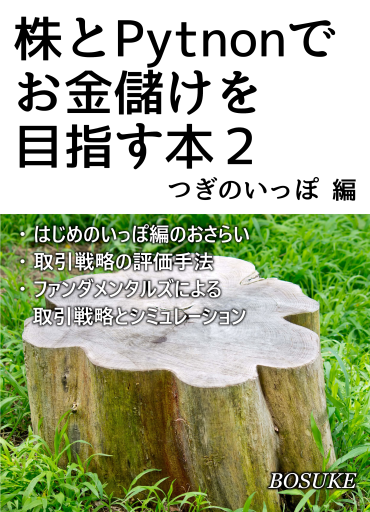 株とPytnonで
お金儲けを
目指す本２
つぎのいっぽ 編
・はじめのいっぽ編のおさらい
・取引戦略の評価手法
・ファンダメンタルズによる
取引戦略とシミュレーション
BOSUKE